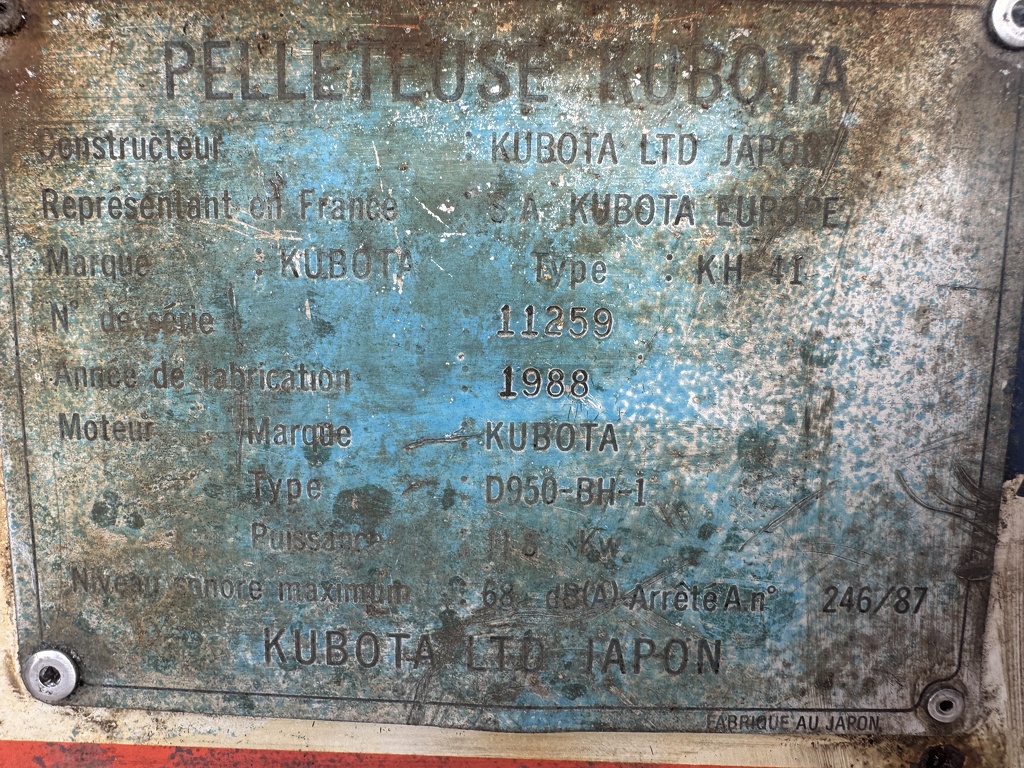 PELLETEUSE KUBOTA
Constructeur : KUBOTA LTD JAPON
Représentant en France : S.A. KUBOTA EUROPE
Marque : KUBOTA Type : KH 41
N° de série : 11259
Année de fabrication : 1988
Moteur Marque : KUBOTA
Type : D950-BH-1
Puissance : Kw
Niveau sonore maximum : 68 dB(A) Arrête A.n° 246/87
KUBOTA LTD JAPON
FABRIQUE AU JAPON